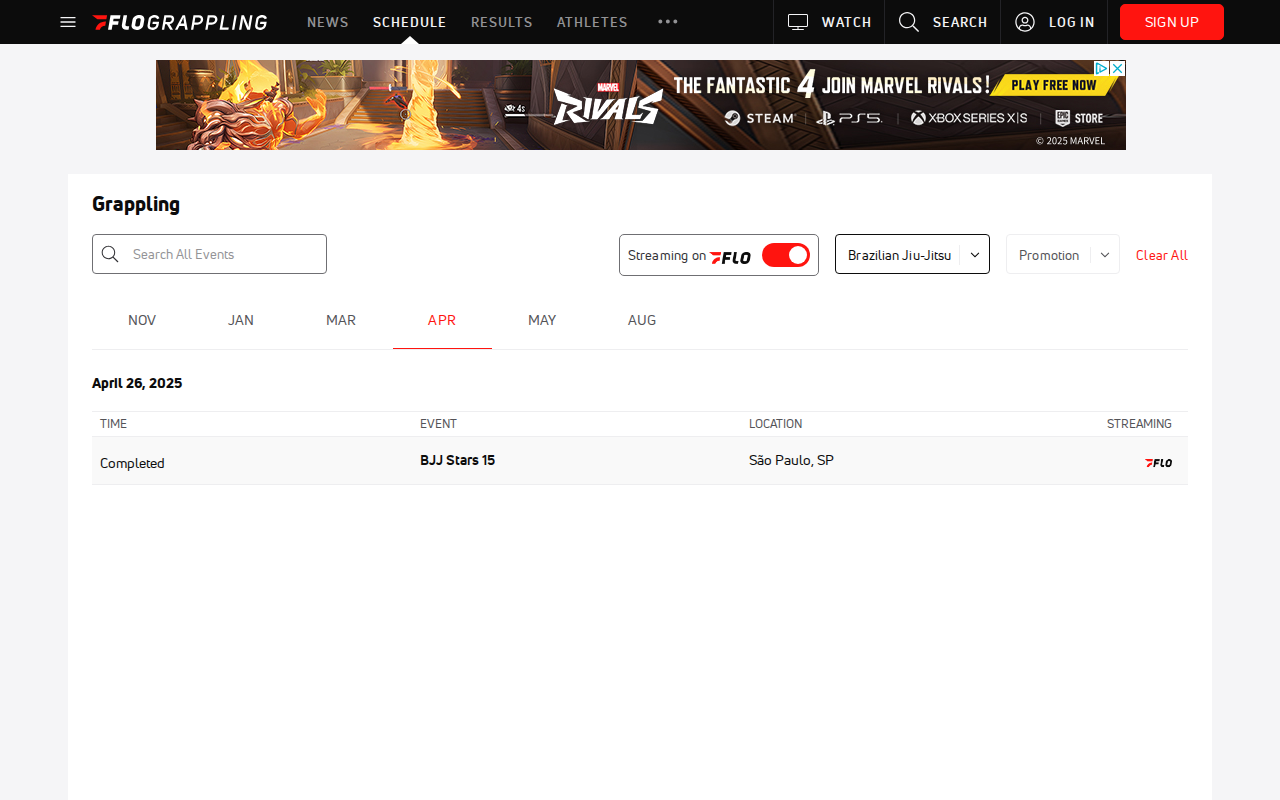 FLOGRAPPLING NEWS SCHEDULE RESULTS ATHLETES WATCH SEARCH LOG IN SIGN UP
4s
MARVEL
RIVALS
THE FANTASTIC 4 JOIN MARVEL RIVALS! PLAY FREE NOW
STEAM PS5 XBOX SERIES X|S EPIC GAMES STORE
© 2025 MARVEL
Grappling
Search All Events
Streaming on FLO
Brazilian Jiu-Jitsu
Promotion
Clear All
NOV JAN MAR APR MAY AUG
April 26, 2025
TIME EVENT LOCATION STREAMING
Completed BJJ Stars 15 São Paulo, SP FLO